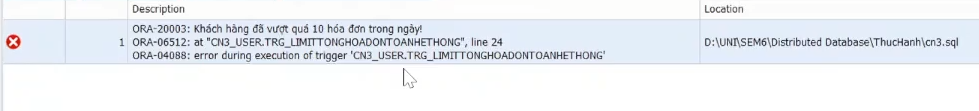 Description
Location
ORA-20003: Khách hàng đã vượt quá 10 hóa đơn trong ngày!
1
ORA-06512: at "CN3_USER.TRG_LIMITTONGHOADONTOANHETHONG", line 24
D:\UNI\SEM6\Distributed Database\ThucHanh\cn3.sql
ORA-04088: error during execution of trigger 'CN3_USER.TRG_LIMITTONGHOADONTOANHETHONG'